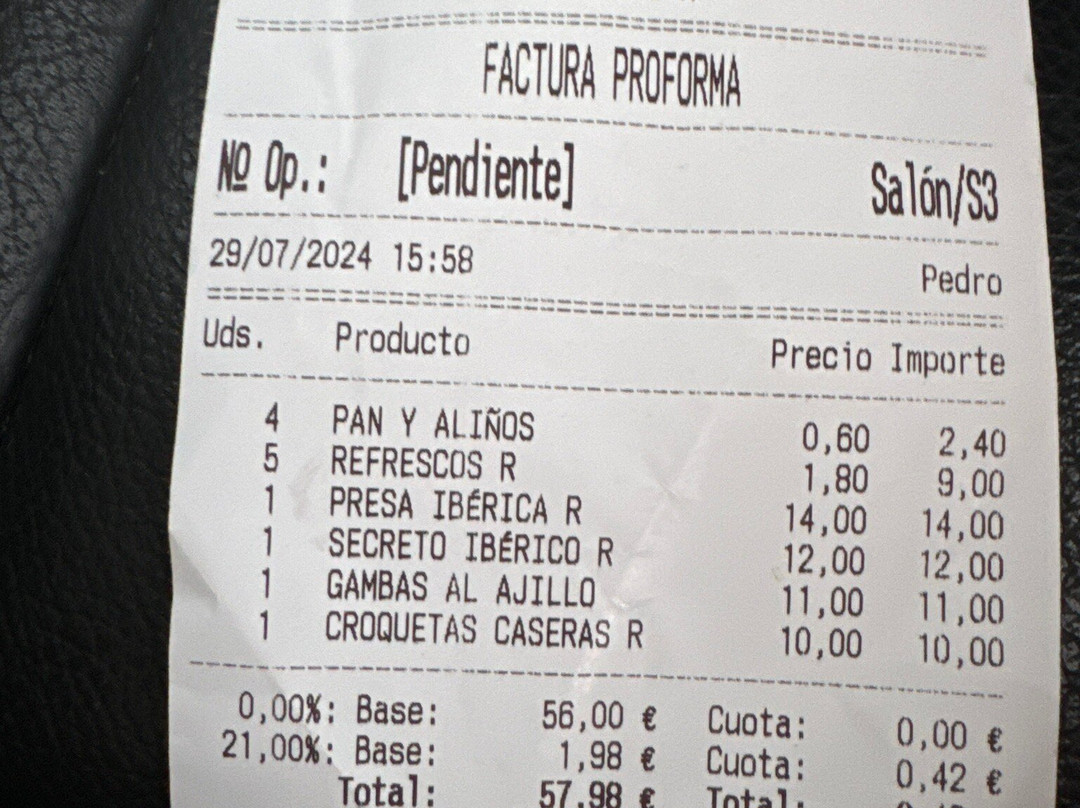 FACTURA PROFORMA
Nº Op.: [Pendiente] Salón/S3
29/07/2024 15:58 Pedro
Uds. Producto Precio Importe
4 PAN Y ALIÑOS 0,60 2,40
5 REFRESCOS R 1,80 9,00
1 PRESA IBÉRICA R 14,00 14,00
1 SECRETO IBÉRICO R 12,00 12,00
1 GAMBAS AL AJILLO 11,00 11,00
1 CROQUETAS CASERAS R 10,00 10,00
0,00%: Base: 56,00 € Cuota: 0,00 €
21,00%: Base: 1,98 € Cuota: 0,42 €
Total: 57,98 € Total: